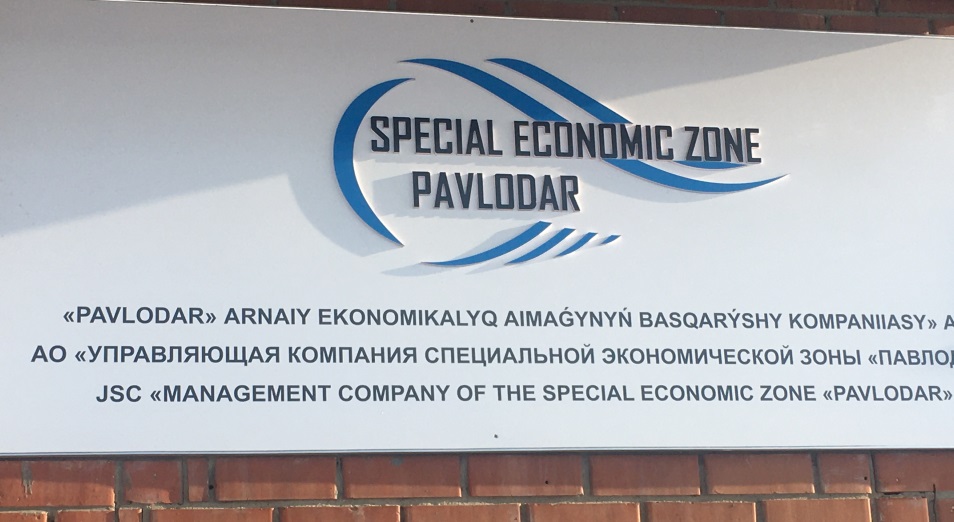 SPECIAL ECONOMIC ZONE
PAVLODAR
«PAVLODAR» ARNAIY EKONOMIKALYQ AIMAǴYNYŃ BASQARÝSHY KOMPANIIASY» A
АО «УПРАВЛЯЮЩАЯ КОМПАНИЯ СПЕЦИАЛЬНОЙ ЭКОНОМИЧЕСКОЙ ЗОНЫ «ПАВЛО
JSC «MANAGEMENT COMPANY OF THE SPECIAL ECONOMIC ZONE «PAVLODAR»